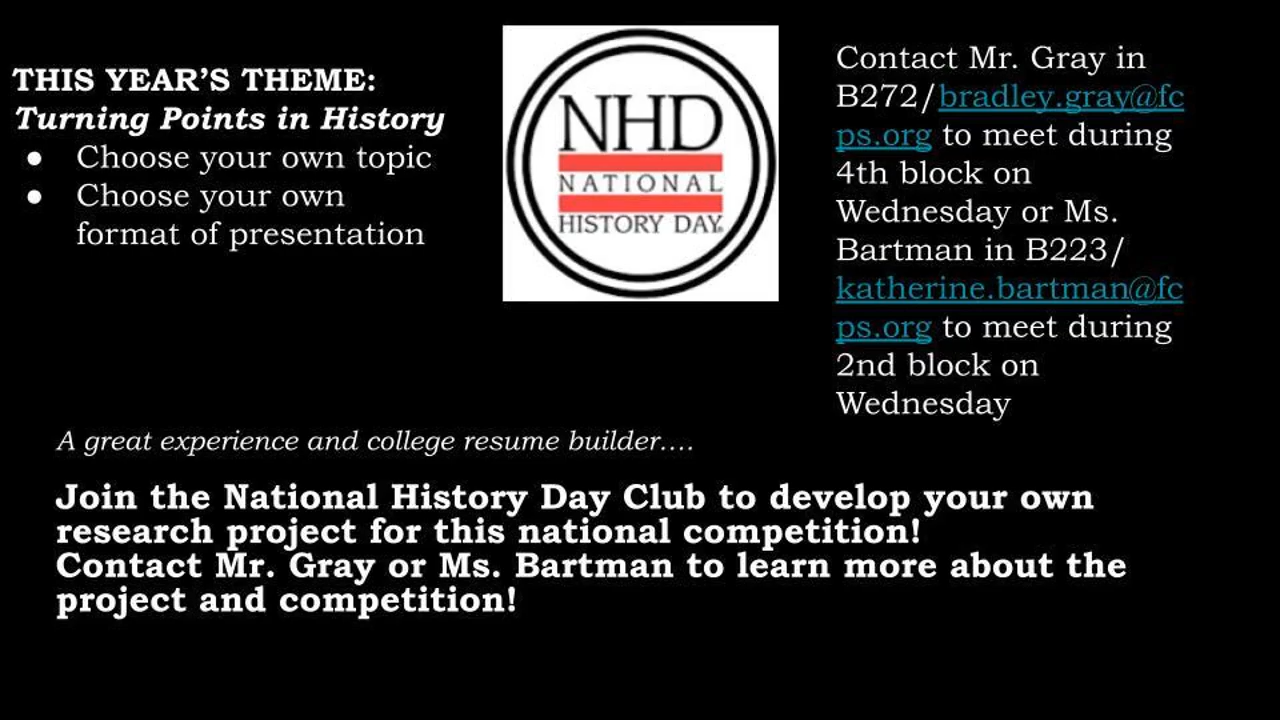 THIS YEAR'S THEME:
Turning Points in History
● Choose your own topic
● Choose your own
format of presentation
NHD
NATIONAL
HISTORY DAY®
Contact Mr. Gray in
B272/bradley.gray@fc
ps.org to meet during
4th block on
Wednesday or Ms.
Bartman in B223/
katherine.bartman@fc
ps.org to meet during
2nd block on
Wednesday
A great experience and college resume builder....
Join the National History Day Club to develop your own
research project for this national competition!
Contact Mr. Gray or Ms. Bartman to learn more about the
project and competition!